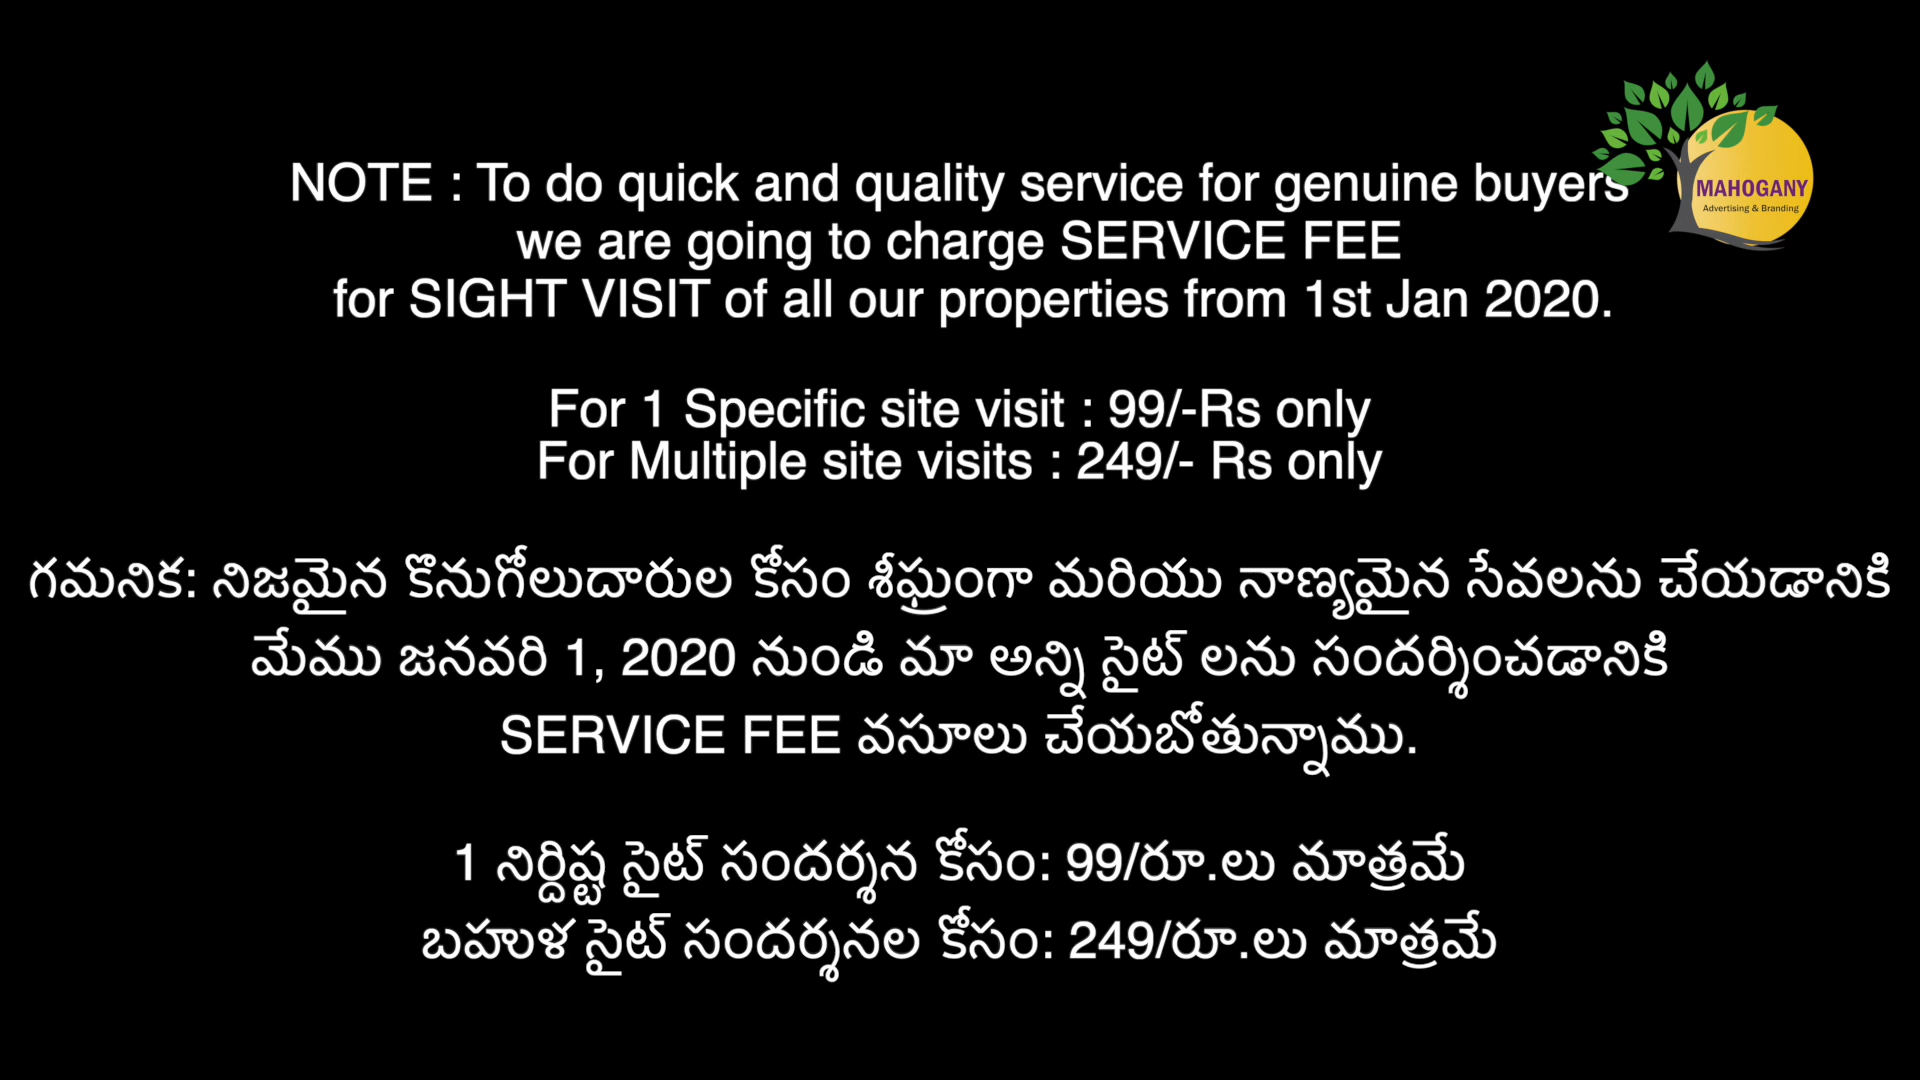 NOTE : To do quick and quality service for genuine buyers
we are going to charge SERVICE FEE
for SIGHT VISIT of all our properties from 1st Jan 2020.
MAHOGANY
Advertising & Branding
For 1 Specific site visit : 99/-Rs only
For Multiple site visits : 249/- Rs only
గమనిక: నిజమైన కొనుగోలుదారుల కోసం శీఘ్రంగా మరియు నాణ్యమైన సేవలను చేయడానికి
మేము జనవరి 1, 2020 నుండి మా అన్ని సైట్ లను సందర్శించడానికి
SERVICE FEE వసూలు చేయబోతున్నాము.
1 నిర్దిష్ట సైట్ సందర్శన కోసం: 99/రూ.లు మాత్రమే
బహుళ సైట్ సందర్శనల కోసం: 249/రూ.లు మాత్రమే